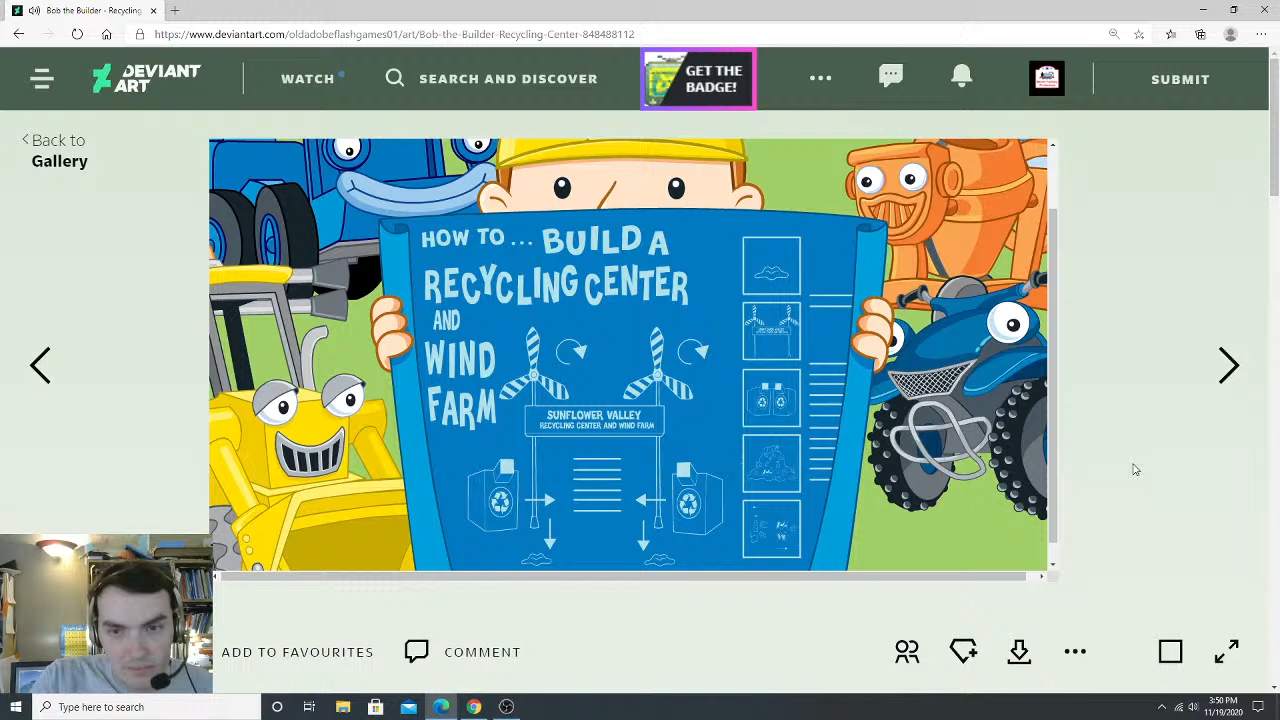 Bob the Builder - Recycling
https://www.deviantart.com/oldadobeflashgames01/art/Bob-the-Builder-Recycling-Center-848488112
DEVIANT
ART
WATCH
SEARCH AND DISCOVER
GET THE
BADGE!
SUBMIT
Back to
Gallery
HOW TO... BUILD A
RECYCLING CENTER
AND
WIND
FARM
SUNFLOWER VALLEY
RECYCLING CENTER AND WIND FARM
ADD TO FAVOURITES
COMMENT
Type here to search
3:50 PM
11/19/2020